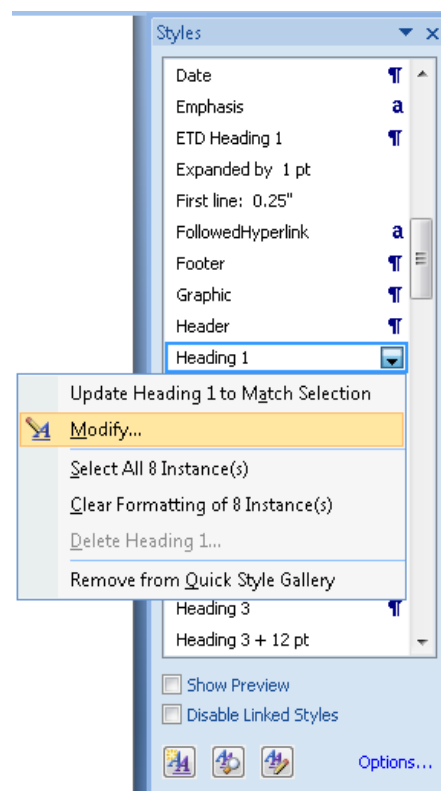 Styles
Date ¶
Emphasis a
ETD Heading 1 ¶
Expanded by 1 pt
First line: 0.25"
FollowedHyperlink a
Footer ¶
Graphic ¶
Header ¶
Heading 1
Update Heading 1 to Match Selection
Modify...
Select All 8 Instance(s)
Clear Formatting of 8 Instance(s)
Delete Heading 1...
Remove from Quick Style Gallery
Heading 3 ¶
Heading 3 + 12 pt
Show Preview
Disable Linked Styles
Options...